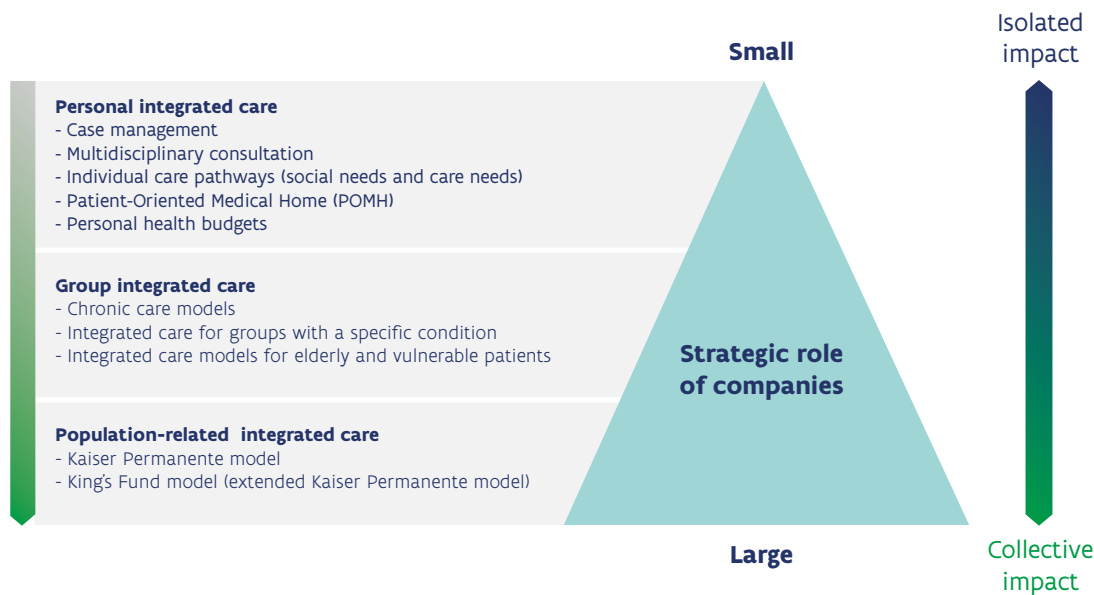 Small
Isolated
impact
Personal integrated care
- Case management
- Multidisciplinary consultation
- Individual care pathways (social needs and care needs)
- Patient-Oriented Medical Home (POMH)
- Personal health budgets
Group integrated care
- Chronic care models
- Integrated care for groups with a specific condition
- Integrated care models for elderly and vulnerable patients
Strategic role
of companies
Population-related integrated care
- Kaiser Permanente model
- King's Fund model (extended Kaiser Permanente model)
Large
Collective
impact